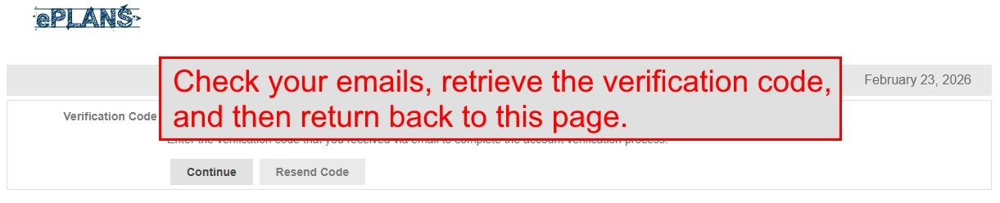 ePLANS
Check your emails, retrieve the verification code,
and then return back to this page.
February 23, 2026
Verification Code
Enter the verification code that you received via email to complete the account verification process.
Continue
Resend Code